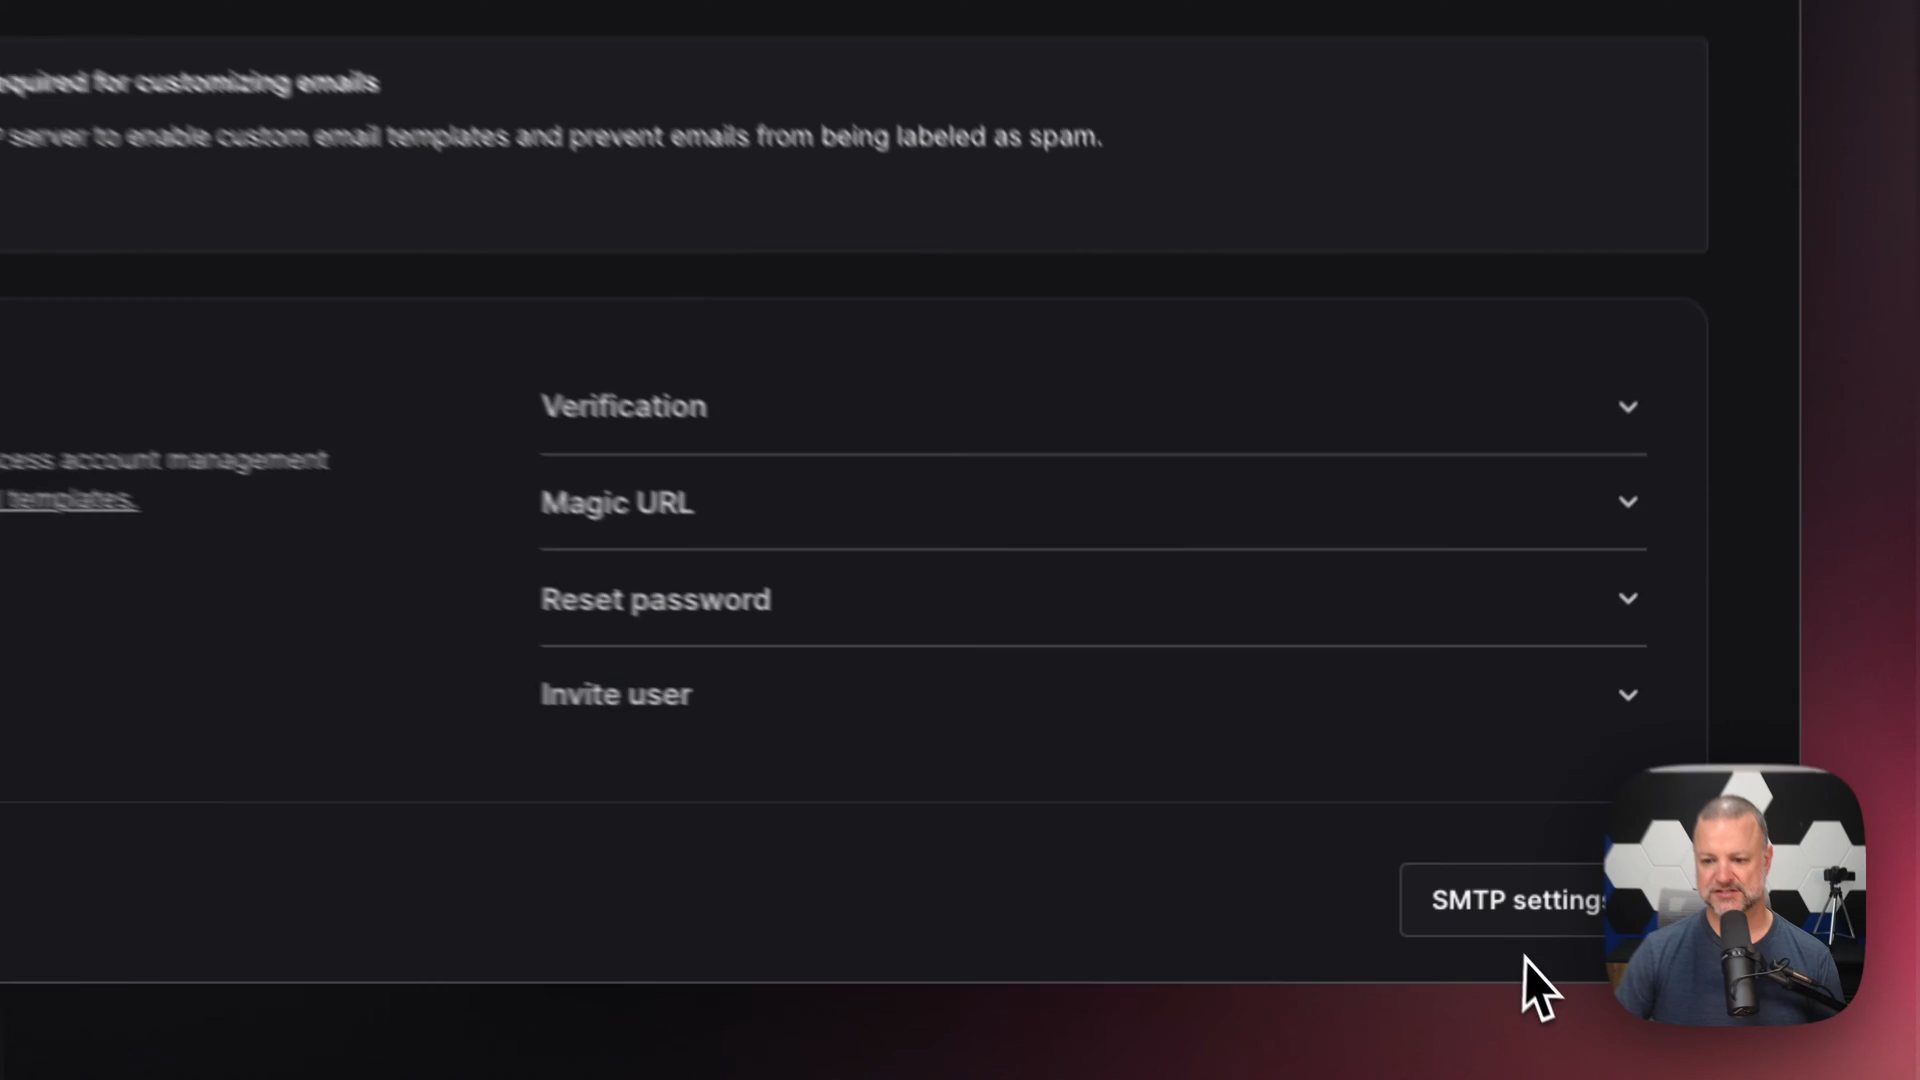 equired for customizing emails
server to enable custom email templates and prevent emails from being labeled as spam.
Verification
cess account management
templates.
Magic URL
Reset password
Invite user
SMTP settings